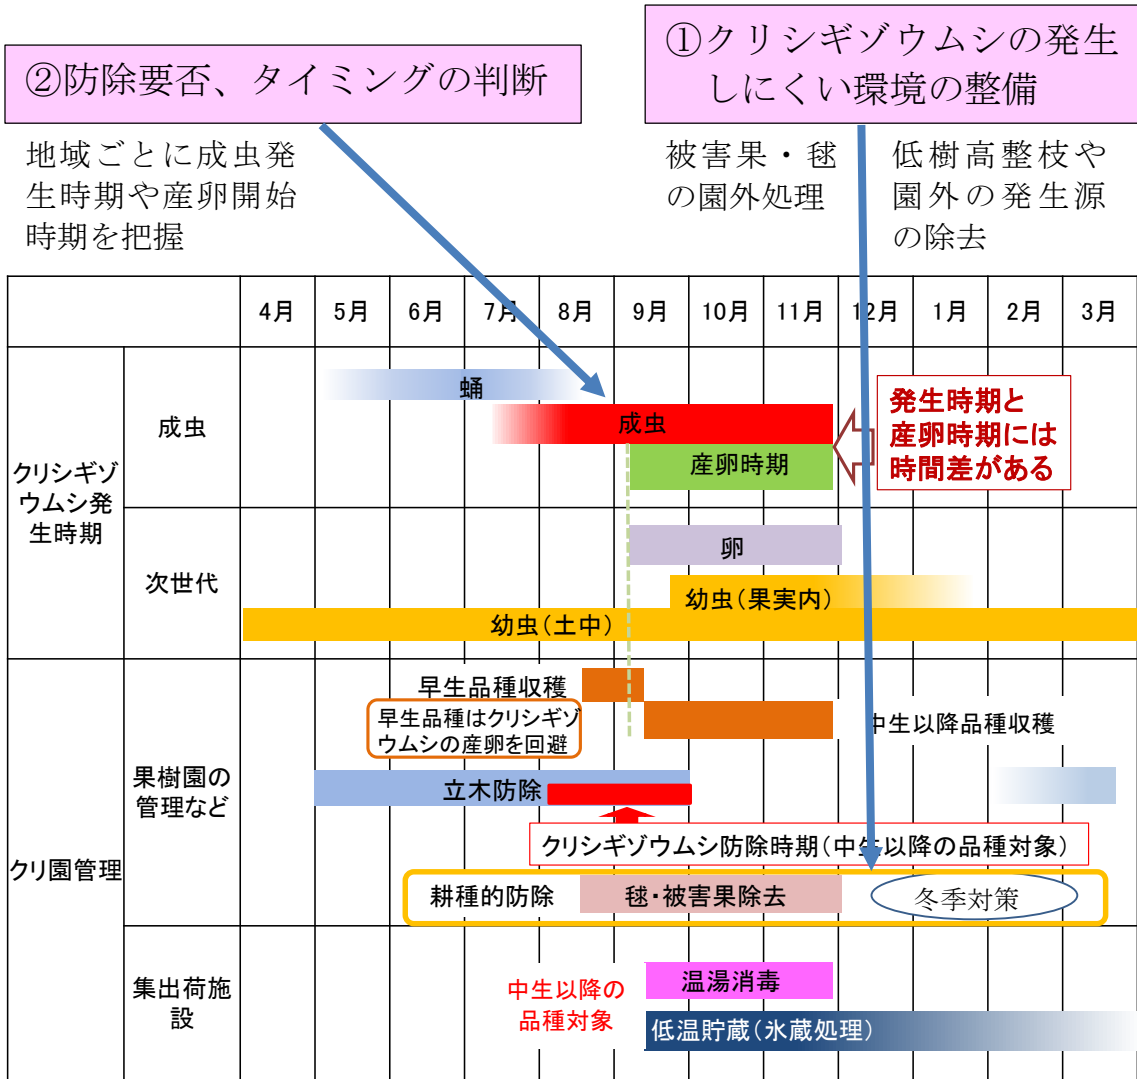 ②防除要否、タイミングの判断
①クリシギゾウムシの発生
しにくい環境の整備
地域ごとに成虫発
生時期や産卵開始
時期を把握
被害果・毬
の園外処理
低樹高整枝や
園外の発生源
の除去
4月 5月 6月 7月 8月 9月 10月 11月 12月 1月 2月 3月
クリシギゾ
ウムシ発
生時期
成虫
蛹
成虫
産卵時期
発生時期と
産卵時期には
時間差がある
次世代
卵
幼虫(果実内)
幼虫(土中)
クリ園管理
果樹園の
管理など
早生品種収穫
早生品種はクリシギゾ
ウムシの産卵を回避
中生以降品種収穫
立木防除
クリシギゾウムシ防除時期(中生以降の品種対象)
耕種的防除
毬・被害果除去
冬季対策
集出荷施
設
中生以降の
品種対象
温湯消毒
低温貯蔵(氷蔵処理)